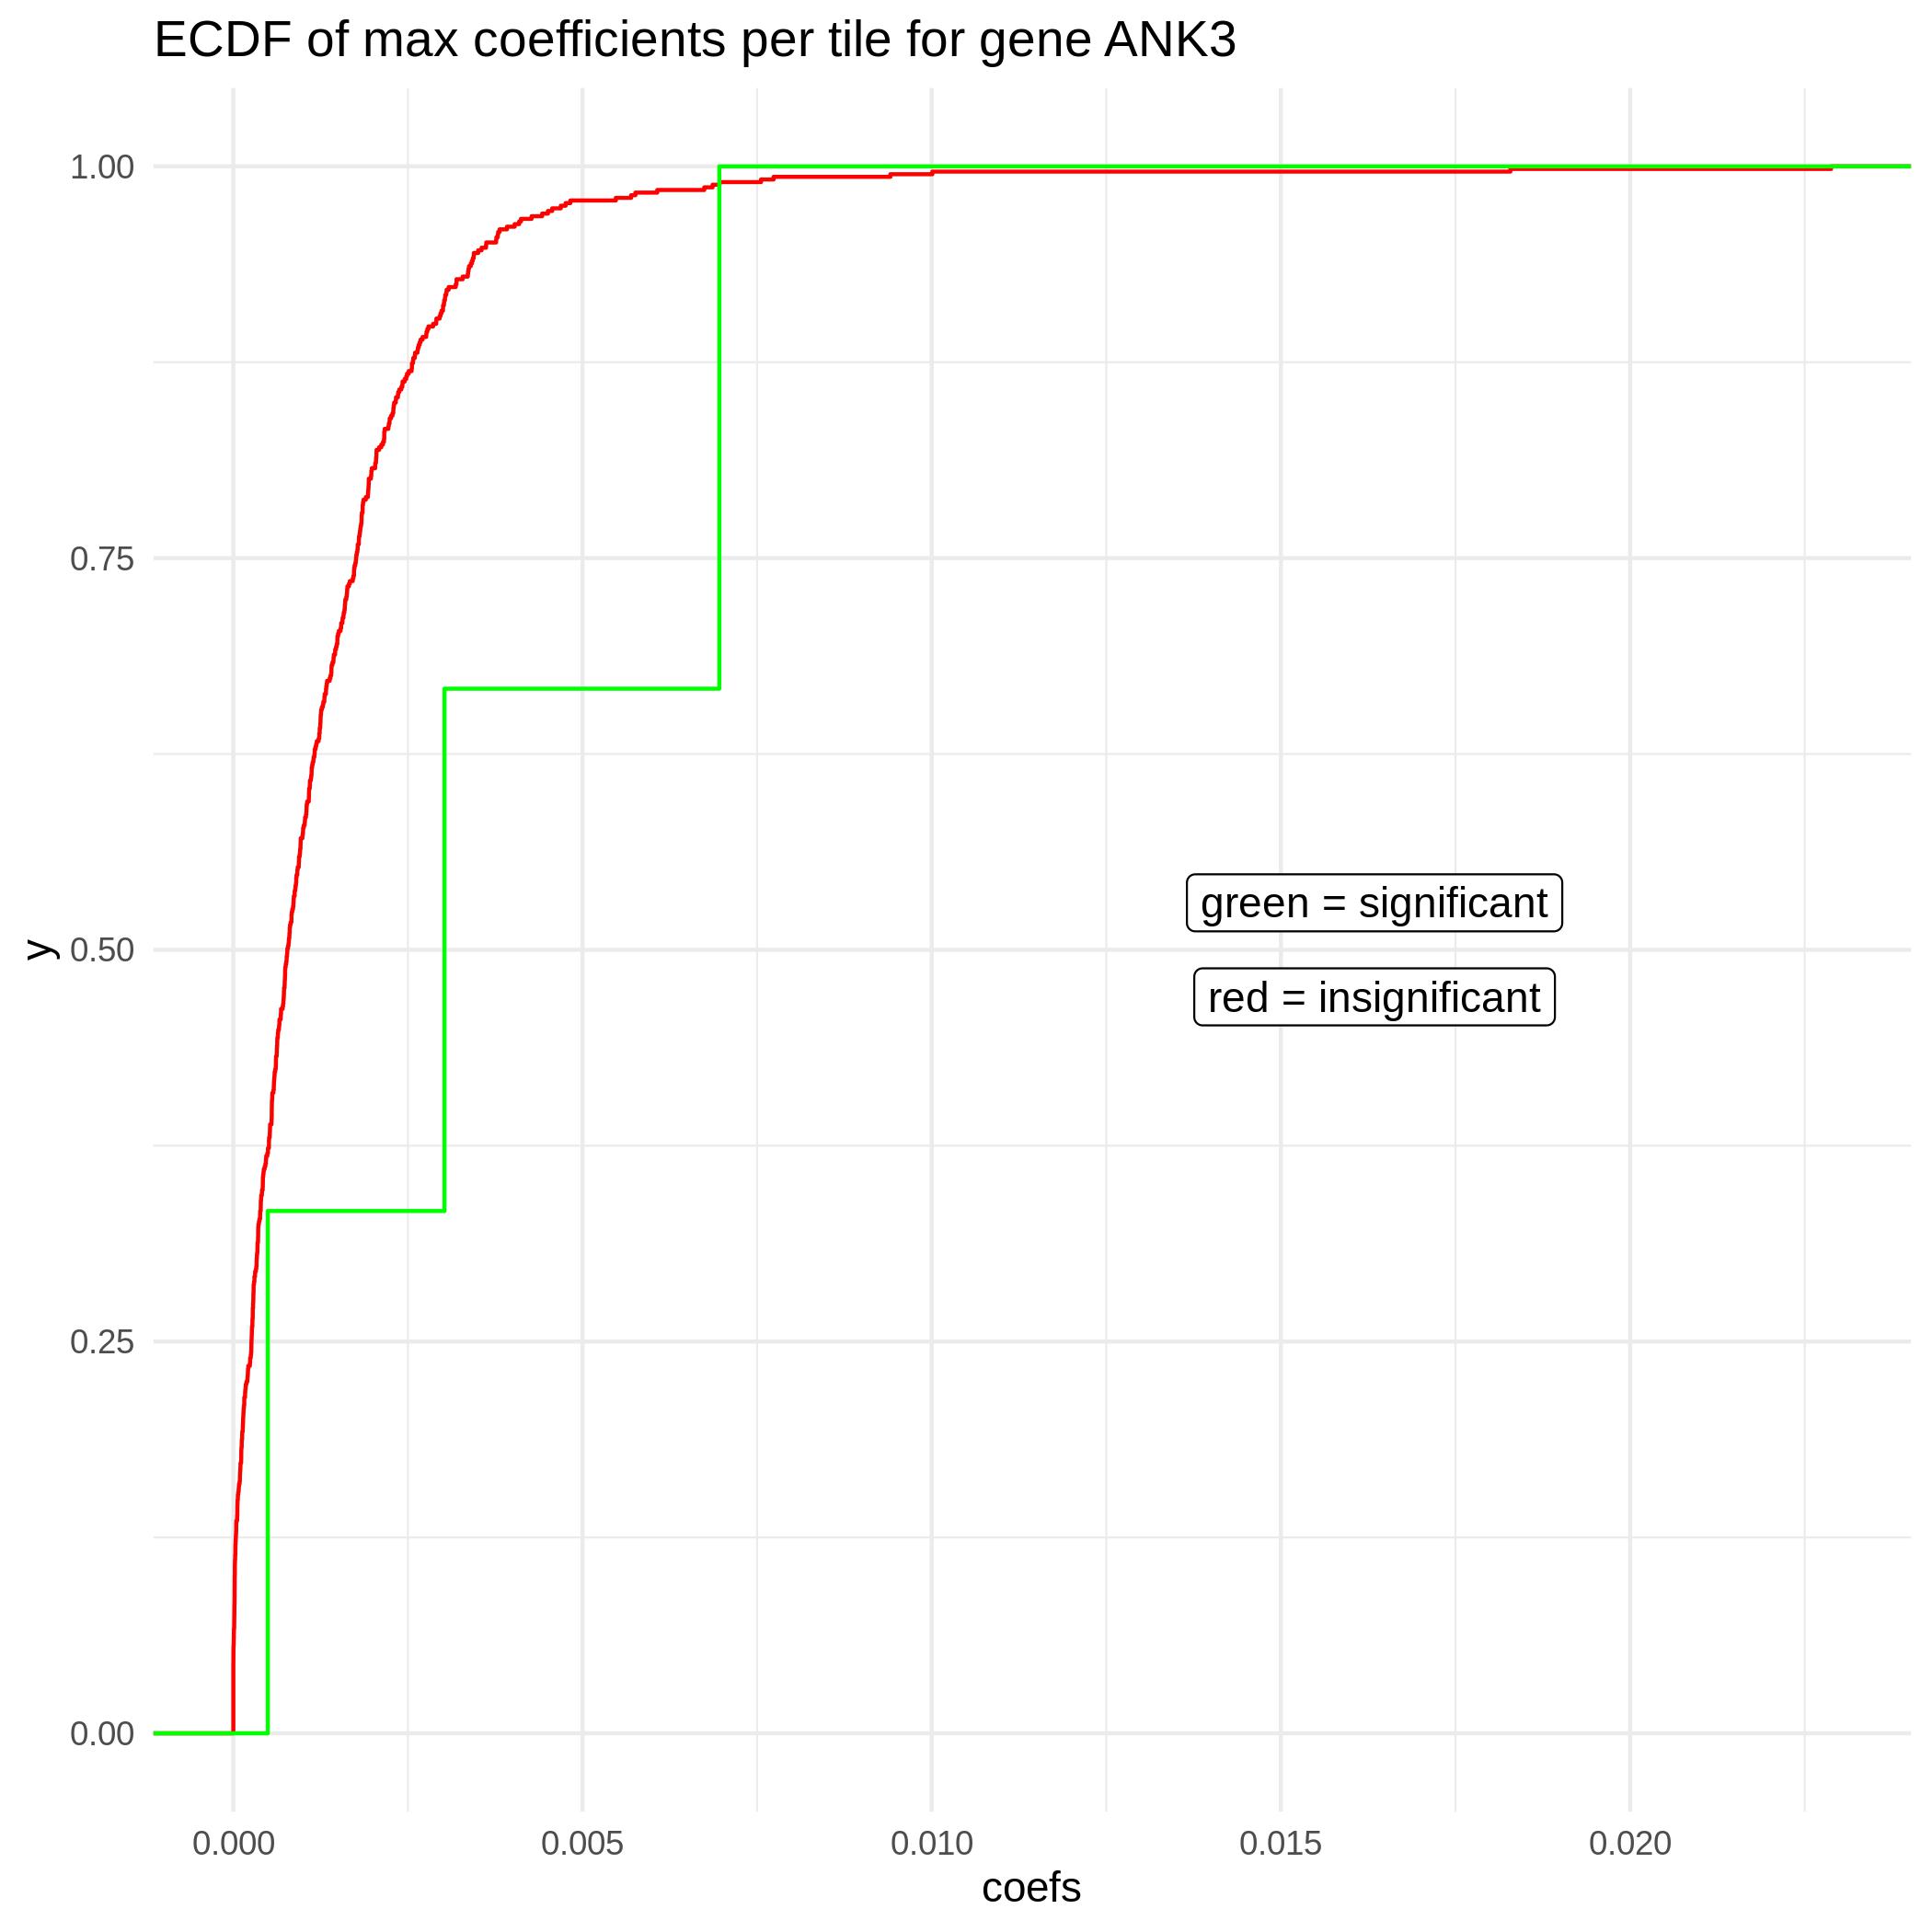 ECDF of max coefficients per tile for gene ANK3
1.00
0.75
0.50
0.25
0.00
y
green = significant
red = insignificant
0.000 0.005 0.010 0.015 0.020
coefs